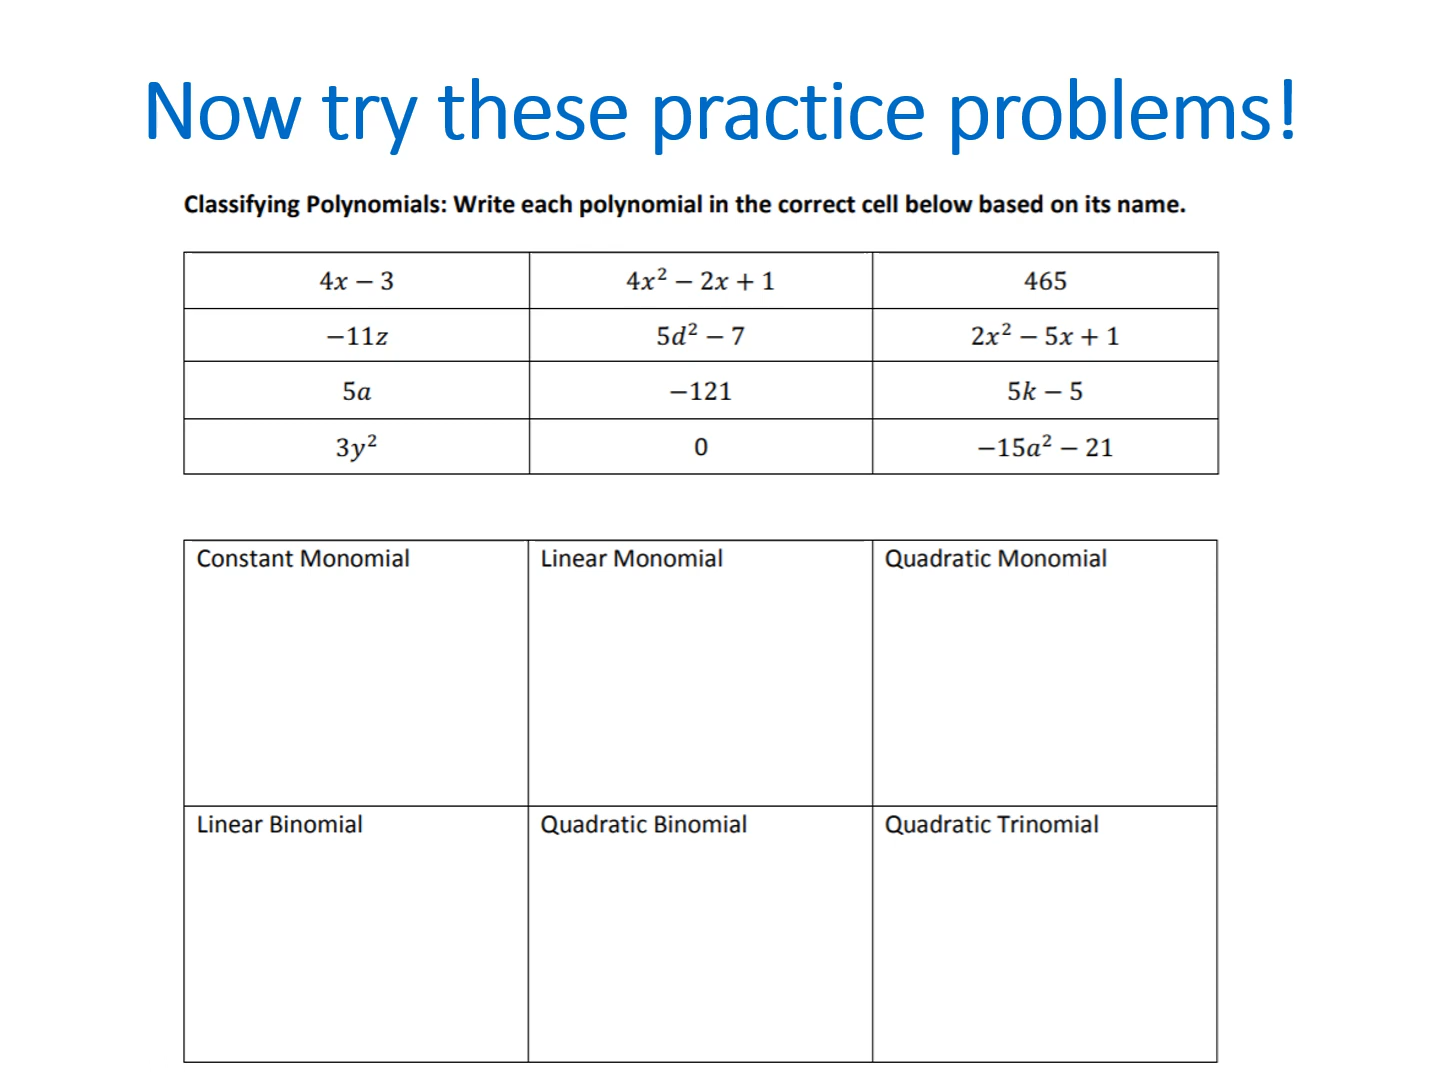 Now try these practice problems!
Classifying Polynomials: Write each polynomial in the correct cell below based on its name.
4x − 3 4x² − 2x + 1 465
−11z 5d² − 7 2x² − 5x + 1
5a −121 5k − 5
3y² 0 −15a² − 21
Constant Monomial Linear Monomial Quadratic Monomial
Linear Binomial Quadratic Binomial Quadratic Trinomial